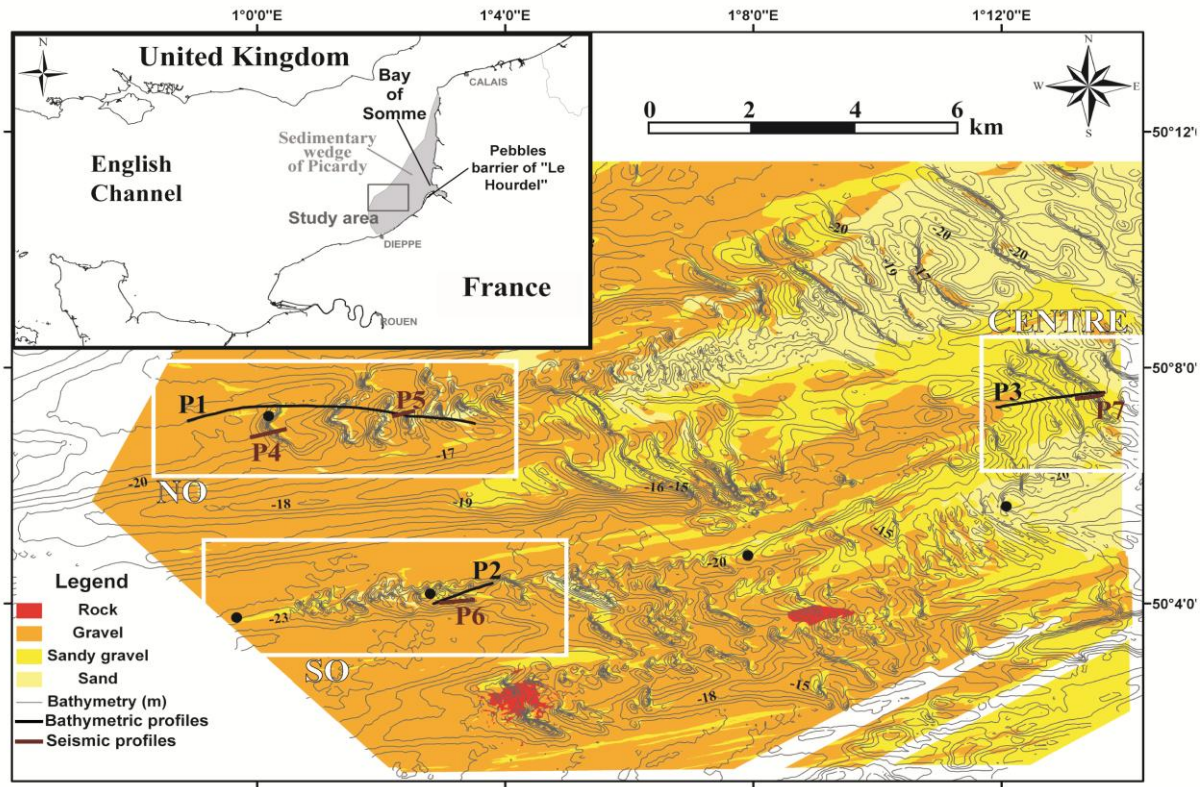 1°0'0"E
1°4'0"E
1°8'0"E
1°12'0"E
N
United Kingdom
Bay
of
Somme
CALAIS
Sedimentary
wedge
of Picardy
English
Channel
Pebbles
barrier of "Le
Hourdel"
Study area
DIEPPE
France
ROUEN
0 2 4 6
km
N
W E
S
50°12'0
-20
-20
-19
-17
-20
CENTRE
50°8'0"
P1
P5
P3
P7
P4
-17
-20
NO
-18
-19
-16
-15
-20
-15
P2
-20
-23
P6
50°4'0
SO
-15
-18
Legend
Rock
Gravel
Sandy gravel
Sand
Bathymetry (m)
Bathymetric profiles
Seismic profiles